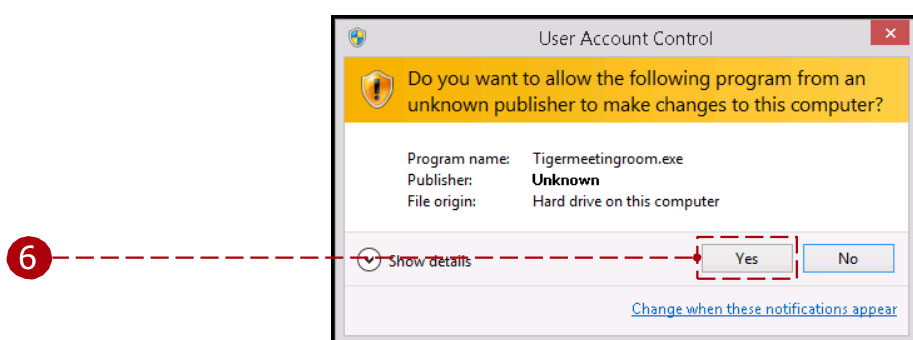 User Account Control
Do you want to allow the following program from an
unknown publisher to make changes to this computer?
Program name: Tigermeetingroom.exe
Publisher: Unknown
File origin: Hard drive on this computer
6
Show details
Yes
No
Change when these notifications appear